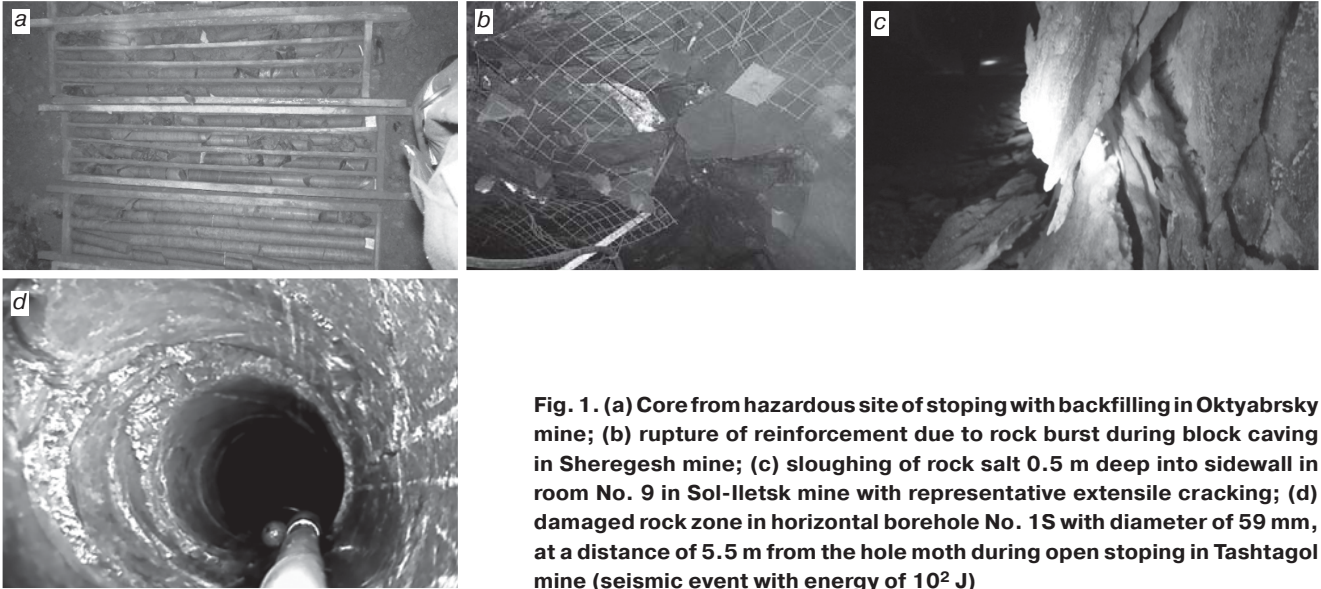 a
b
c
d
Fig. 1. (a) Core from hazardous site of stoping with backfilling in Oktyabrsky
mine; (b) rupture of reinforcement due to rock burst during block caving
in Sheregesh mine; (c) sloughing of rock salt 0.5 m deep into sidewall in
room No. 9 in Sol-Iletsk mine with representative extensile cracking; (d)
damaged rock zone in horizontal borehole No. 1S with diameter of 59 mm,
at a distance of 5.5 m from the hole moth during open stoping in Tashtagol
mine (seismic event with energy of 10² J)